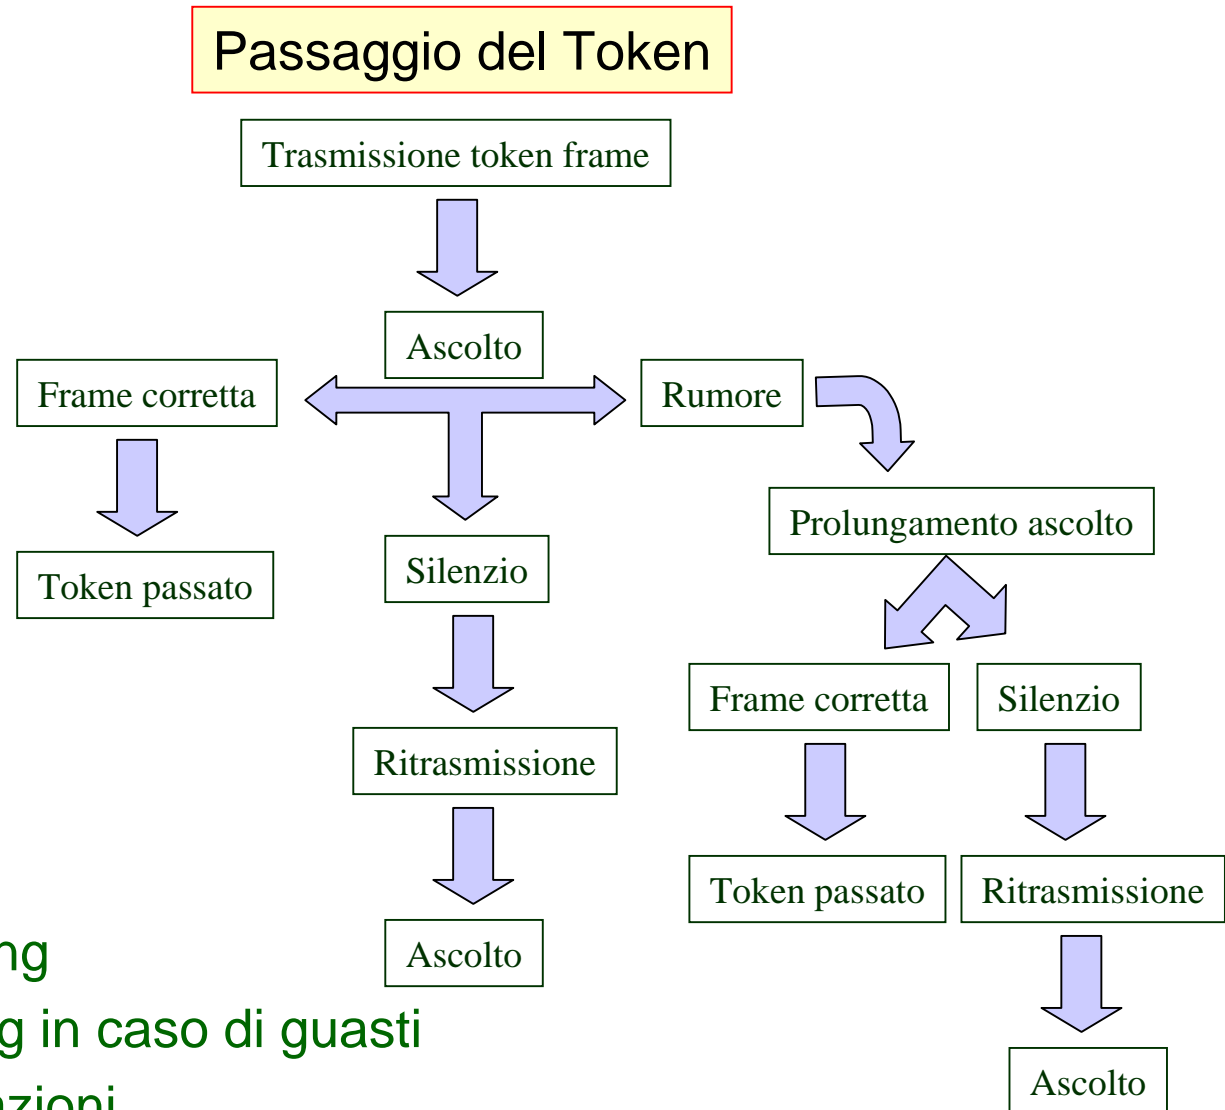 Passaggio del Token
Trasmissione token frame
Ascolto
Frame corretta
Rumore
Prolungamento ascolto
Token passato
Silenzio
Frame corretta
Silenzio
Ritrasmissione
Token passato
Ritrasmissione
Ascolto
in caso di guasti
Ascolto